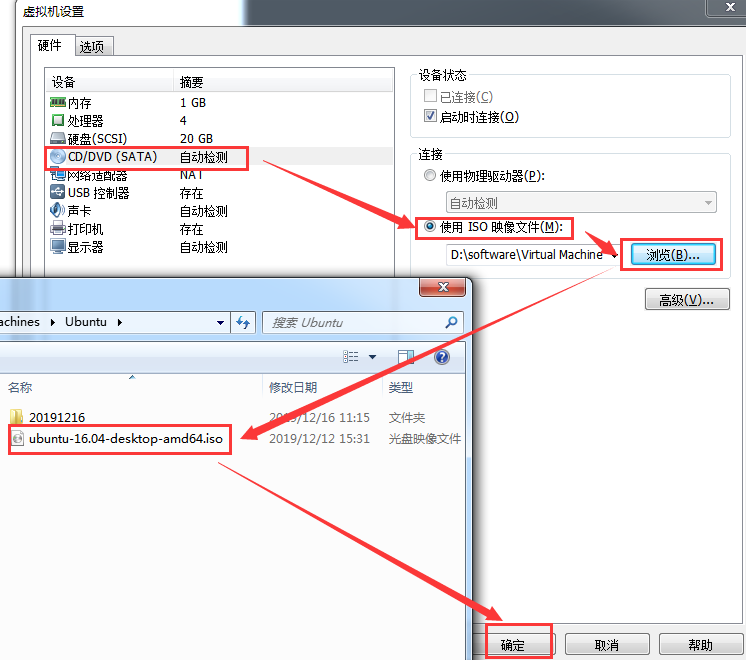 虚拟机设置
硬件 选项
设备 摘要
内存 1 GB
处理器 4
硬盘(SCSI) 20 GB
CD/DVD (SATA) 自动检测
网络适配器 NAT
USB 控制器 存在
声卡 自动检测
打印机 存在
显示器 自动检测
设备状态
已连接(C)
启动时连接(O)
连接
使用物理驱动器(P):
自动检测
使用 ISO 映像文件(M):
D:\software\Virtual Machine
浏览(B)...
高级(V)...
achines Ubuntu
搜索 Ubuntu
名称 修改日期 类型
20191216 2019/12/16 11:15 文件夹
ubuntu-16.04-desktop-amd64.iso 2019/12/12 15:31 光盘映像文件
确定 取消 帮助